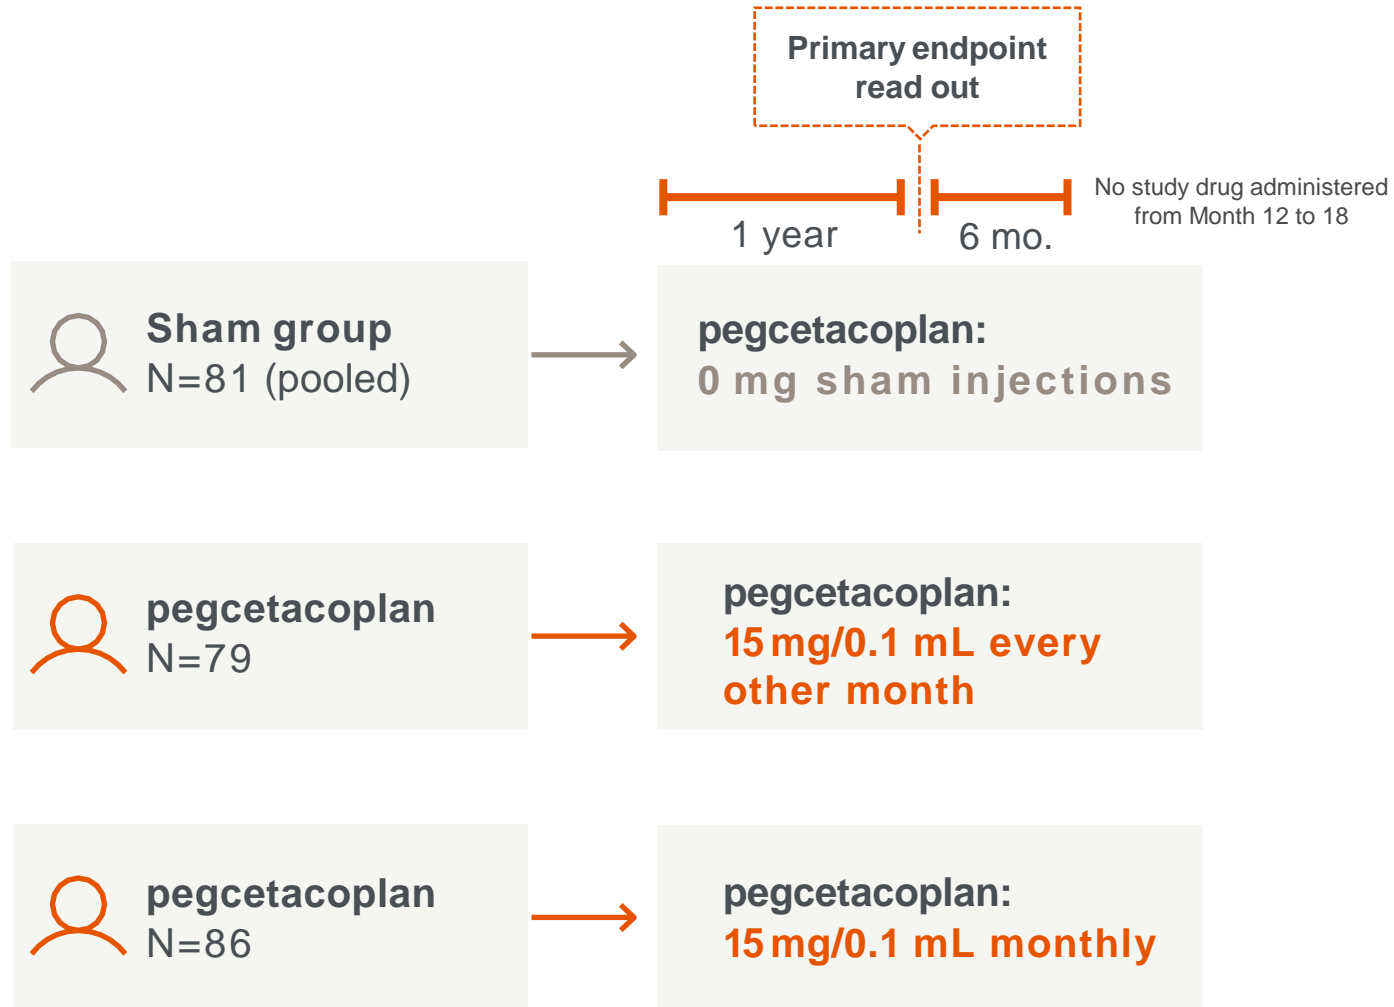 Primary endpoint
read out
No study drug administered
from Month 12 to 18
1 year
6 mo.
Sham group
N=81 (pooled)
pegcetacoplan:
0 mg sham injections
pegcetacoplan
N=79
pegcetacoplan:
15 mg/0.1 mL every
other month
pegcetacoplan
N=86
pegcetacoplan:
15 mg/0.1 mL monthly